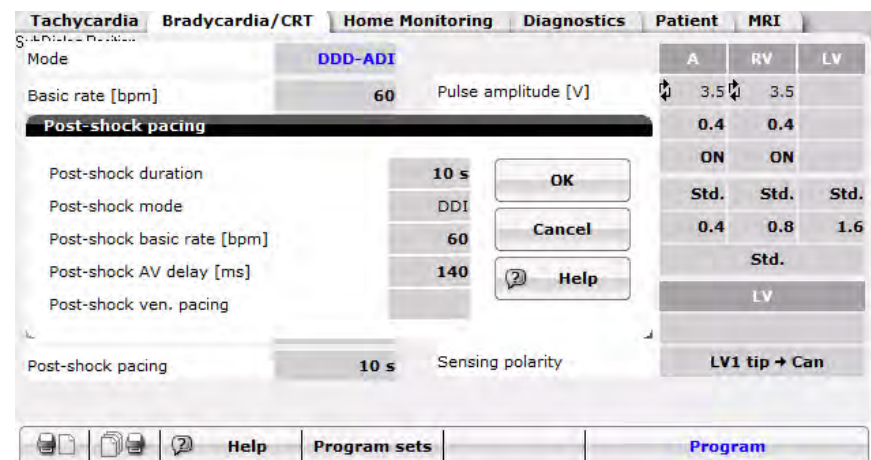 Tachycardia Bradycardia/CRT Home Monitoring Diagnostics Patient MRI
Mode DDD-ADI A RV LV
Basic rate [bpm] 60 Pulse amplitude [V] 3.5 3.5
Post-shock pacing 0.4 0.4
ON ON
Post-shock duration 10 s OK
Std. Std. Std.
Post-shock mode DDI
Post-shock basic rate [bpm] 60 Cancel 0.4 0.8 1.6
Std.
Post-shock AV delay [ms] 140 Help
LV
Post-shock ven. pacing
Post-shock pacing 10 s Sensing polarity LV1 tip → Can
Help Program sets Program